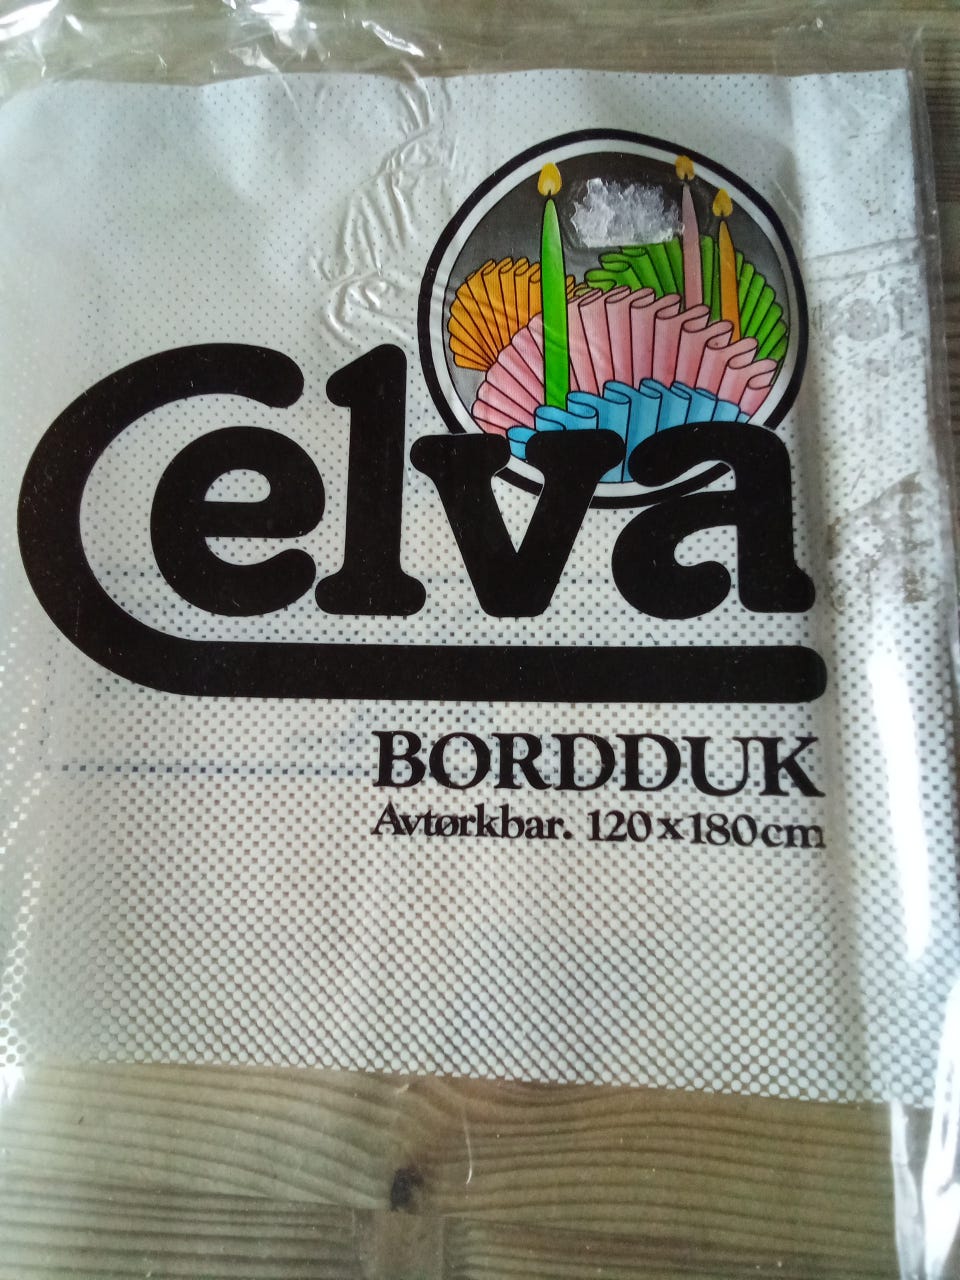 Celva
BORDDUK
Avtørkbar. 120x180cm